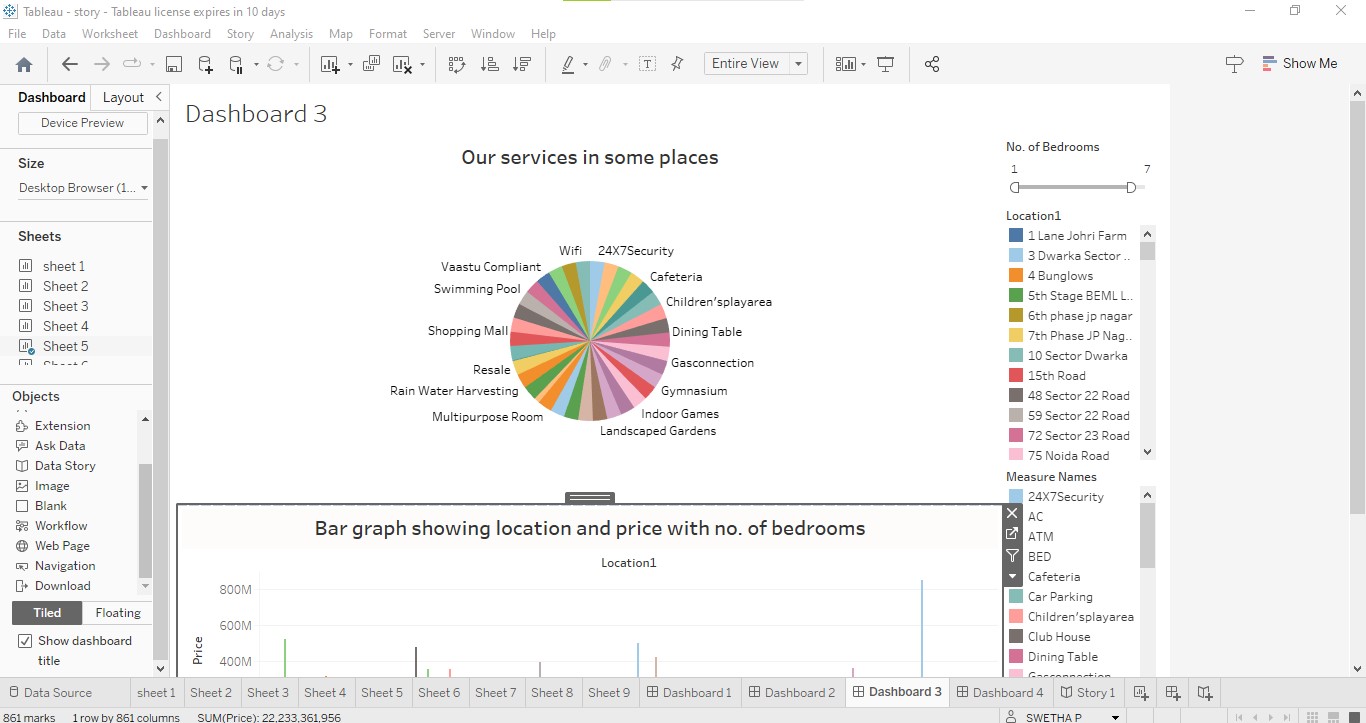 Tableau - story - Tableau license expires in 10 days
File Data Worksheet Dashboard Story Analysis Map Format Server Window Help
Entire View
Show Me
Dashboard Layout
Device Preview
Size
Desktop Browser (1...
Sheets
sheet 1
Sheet 2
Sheet 3
Sheet 4
Sheet 5
Objects
Extension
Ask Data
Data Story
Image
Blank
Workflow
Web Page
Navigation
Download
Tiled Floating
Show dashboard
title
Dashboard 3
Our services in some places
Wifi 24X7Security
Vaastu Compliant Cafeteria
Swimming Pool Children'splayarea
Shopping Mall Dining Table
Resale Gasconnection
Rain Water Harvesting Gymnasium
Multipurpose Room Indoor Games
Landscaped Gardens
Bar graph showing location and price with no. of bedrooms
Location1
800M
600M
400M
Price
No. of Bedrooms
1 7
Location1
1 Lane Johri Farm
3 Dwarka Sector ..
4 Bunglows
5th Stage BEML L..
6th phase jp nagar
7th Phase JP Nag..
10 Sector Dwarka
15th Road
48 Sector 22 Road
59 Sector 22 Road
72 Sector 23 Road
75 Noida Road
Measure Names
24X7Security
AC
ATM
BED
Cafeteria
Car Parking
Children'splayarea
Club House
Dining Table
Data Source sheet 1 Sheet 2 Sheet 3 Sheet 4 Sheet 5 Sheet 6 Sheet 7 Sheet 8 Sheet 9 Dashboard 1 Dashboard 2 Dashboard 3 Dashboard 4 Story 1
861 marks 1 row by 861 columns SUM(Price): 22,233,361,956 SWETHA P